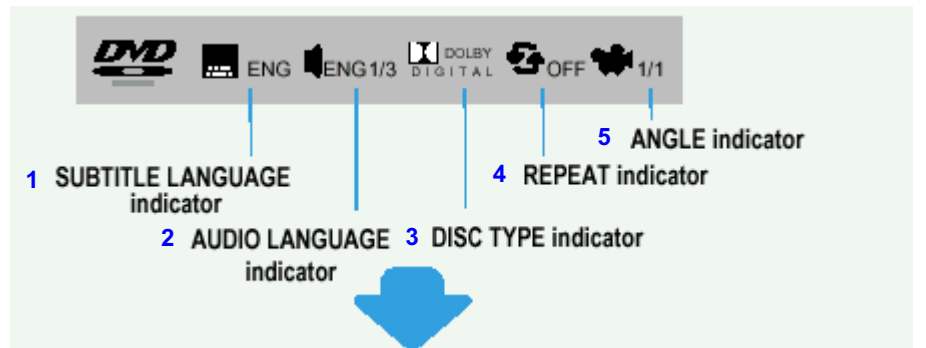 DVD ENG ENG 1/3 DOLBY DIGITAL OFF 1/1
5 ANGLE indicator
4 REPEAT indicator
1 SUBTITLE LANGUAGE
indicator
2 AUDIO LANGUAGE
indicator
3 DISC TYPE indicator